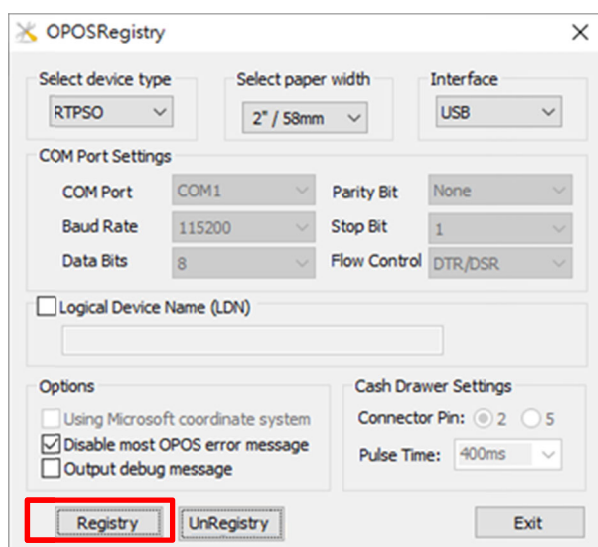 OPOSRegistry
Select device type Select paper width Interface
RTPSO 2" / 58mm USB
COM Port Settings
COM Port COM1 Parity Bit None
Baud Rate 115200 Stop Bit 1
Data Bits 8 Flow Control DTR/DSR
Logical Device Name (LDN)
Options Cash Drawer Settings
Using Microsoft coordinate system Connector Pin: 2 5
Disable most OPOS error message
Output debug message Pulse Time: 400ms
Registry UnRegistry Exit